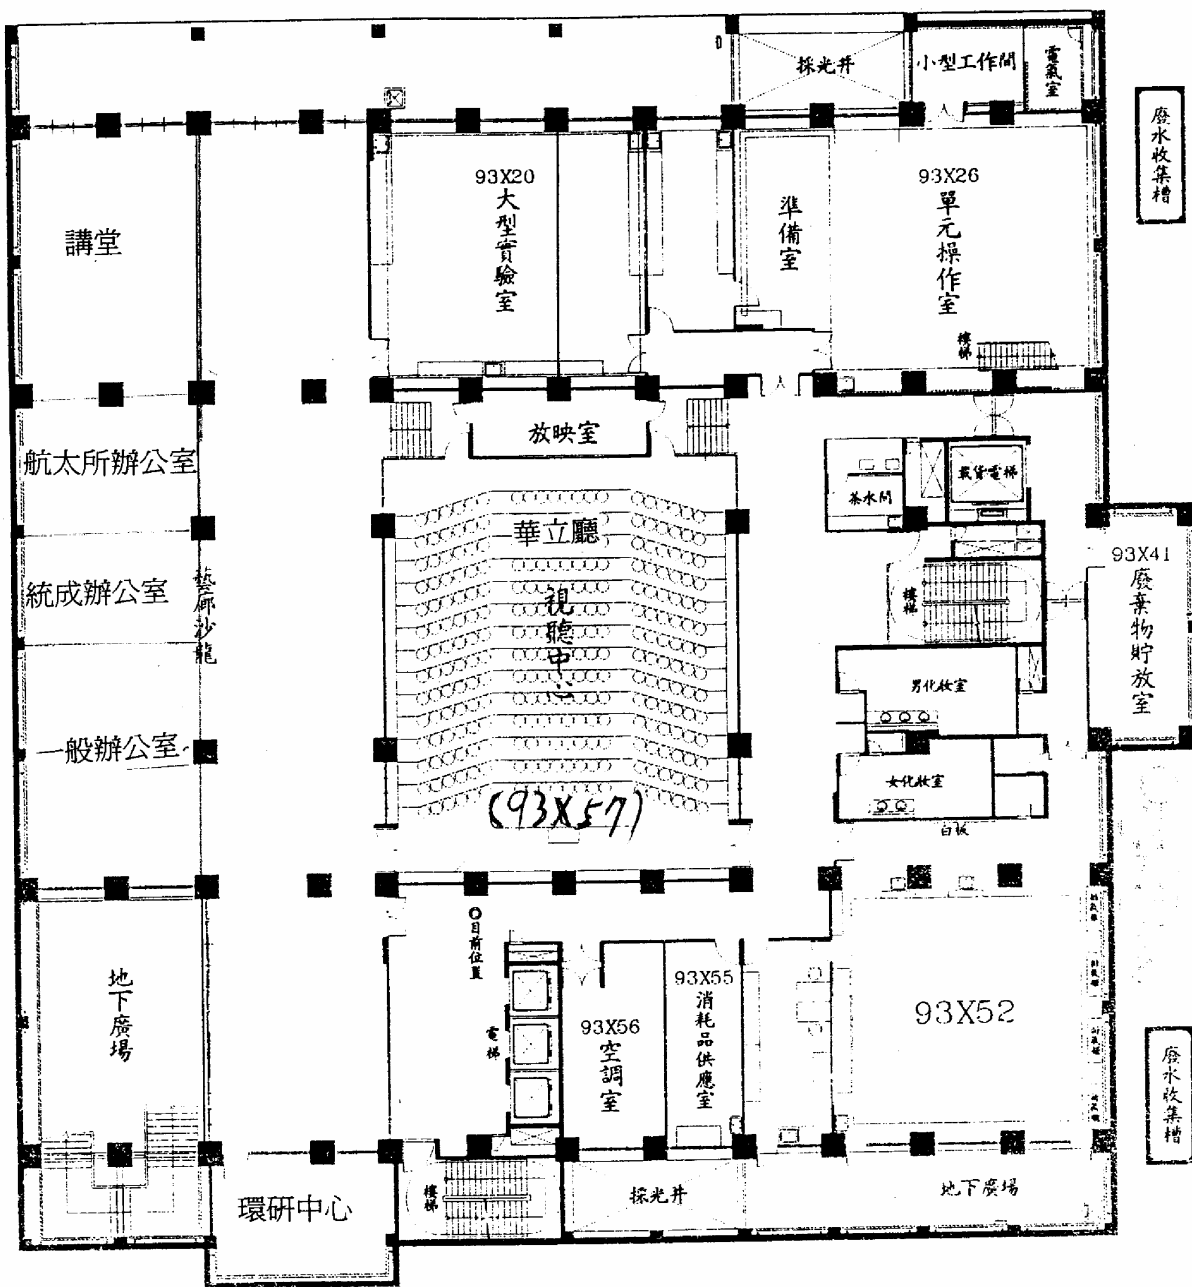 採光井
小型工作間
電氣室
廢水收集槽
93X20
大型實驗室
準備室
93X26
單元操作室
講堂
樓梯
放映室
航太所辦公室
茶水間
載貨電梯
華立廳
93X41
廢棄物貯放室
統成辦公室
藝廊沙龍
視聽中心
樓梯
男化妝室
一般辦公室
女化妝室
(93X57)
白板
目前位置
地下廣場
93X55
消耗品供應室
93X56
空調室
93X52
電梯
廢水收集槽
環研中心
樓梯
採光井
地下廣場